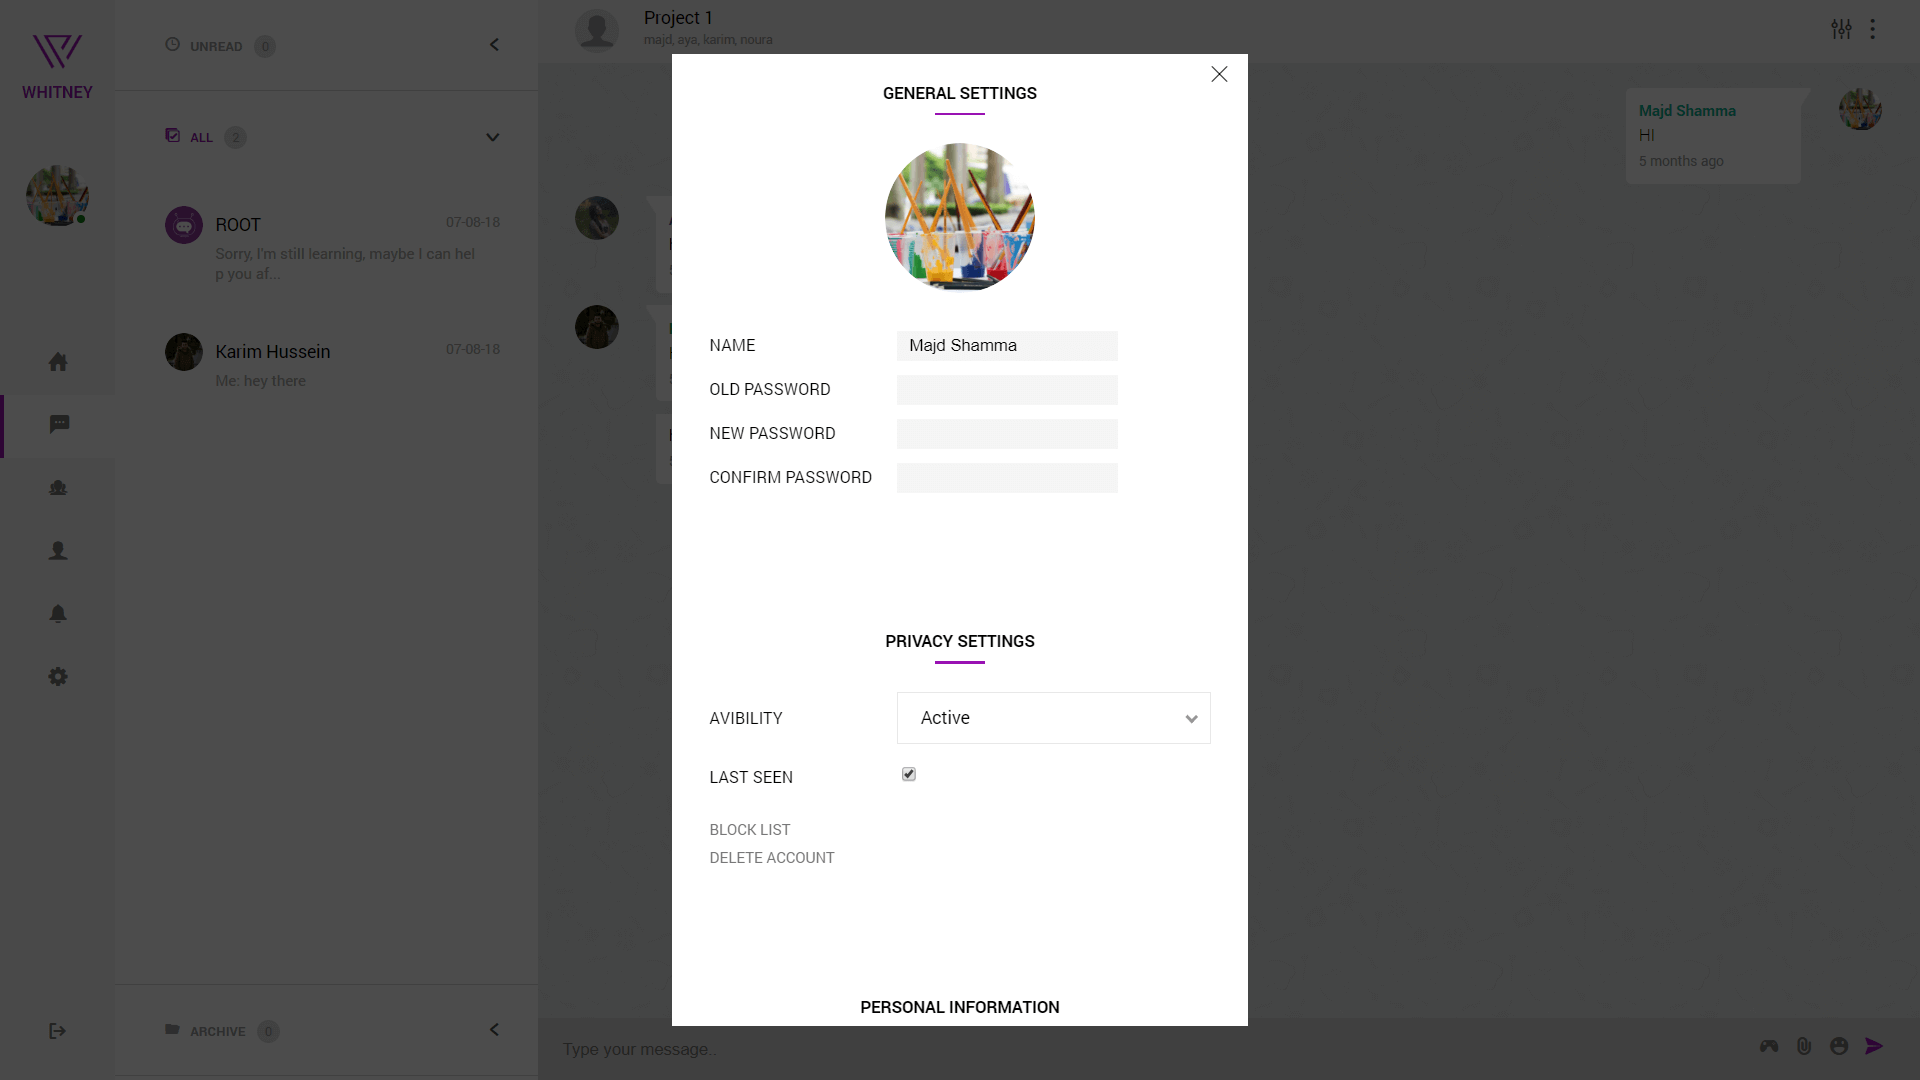 WHITNEY
UNREAD 0
ALL 2
ROOT 07-08-18
Sorry, I'm still learning, maybe I can hel
p you af...
Karim Hussein 07-08-18
Me: hey there
ARCHIVE 0
Project 1
majd, aya, karim, noura
Majd Shamma
HI
5 months ago
Type your message..
GENERAL SETTINGS
NAME Majd Shamma
OLD PASSWORD
NEW PASSWORD
CONFIRM PASSWORD
PRIVACY SETTINGS
AVIBILITY Active
LAST SEEN
BLOCK LIST
DELETE ACCOUNT
PERSONAL INFORMATION